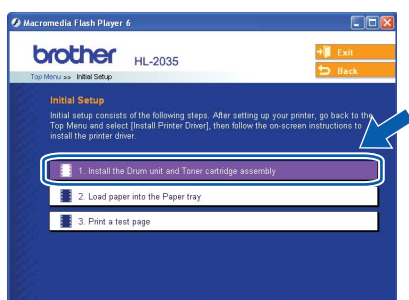 Macromedia Flash Player 6
brother HL-2035
Exit
Back
Top Menu »» Initial Setup
Initial Setup
Initial setup consists of the following steps. After setting up your printer, go back to the
Top Menu and select [Install Printer Driver], then follow the on-screen instructions to
install the printer driver.
1. Install the Drum unit and Toner cartridge assembly
2. Load paper into the Paper tray
3. Print a test page